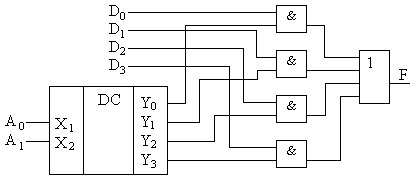 D₀
D₁
D₂
D₃
&
&
&
&
1
F
DC
A₀
A₁
X₁
X₂
Y₀
Y₁
Y₂
Y₃